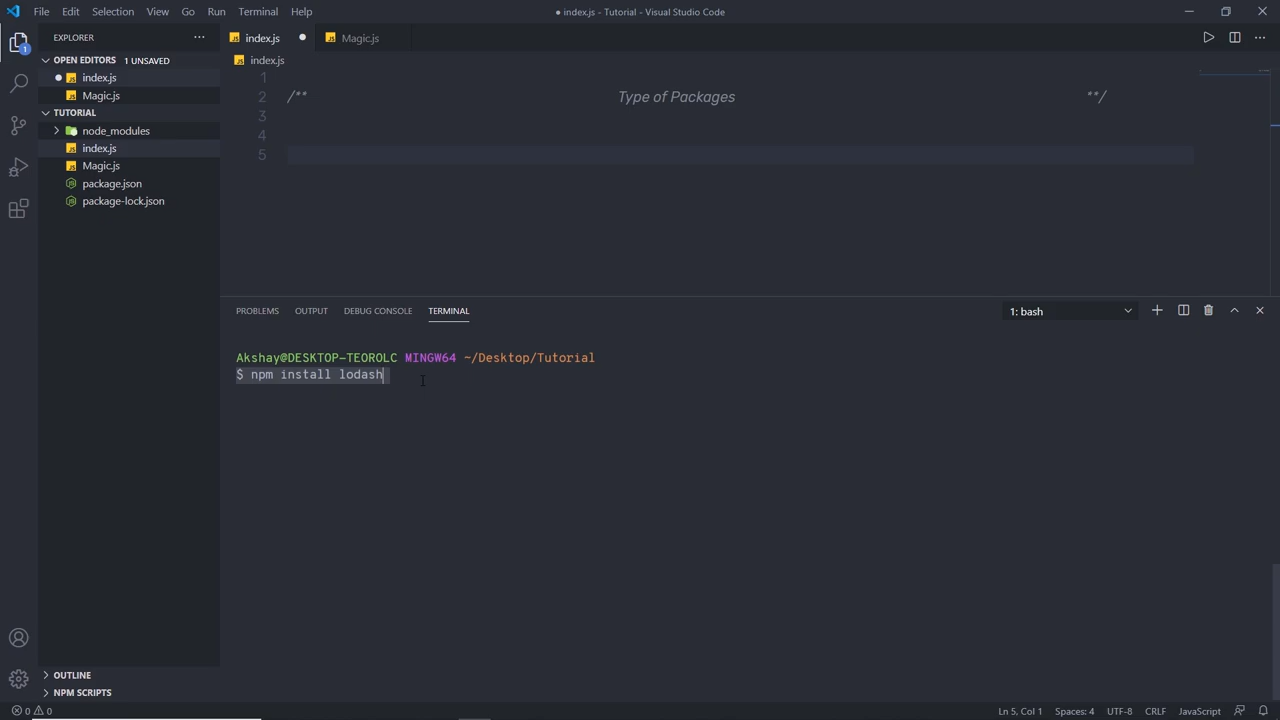 File Edit Selection View Go Run Terminal Help
● index.js - Tutorial - Visual Studio Code
EXPLORER
OPEN EDITORS 1 UNSAVED
index.js
Magic.js
TUTORIAL
node_modules
index.js
Magic.js
package.json
package-lock.json
OUTLINE
NPM SCRIPTS
1
index.js
Magic.js
index.js
1
2 /** Type of Packages **/
3
4
5
PROBLEMS OUTPUT DEBUG CONSOLE TERMINAL
1: bash
Akshay@DESKTOP-TEOROLC MINGW64 ~/Desktop/Tutorial
$ npm install lodash
0 0
Ln 5, Col 1 Spaces: 4 UTF-8 CRLF JavaScript